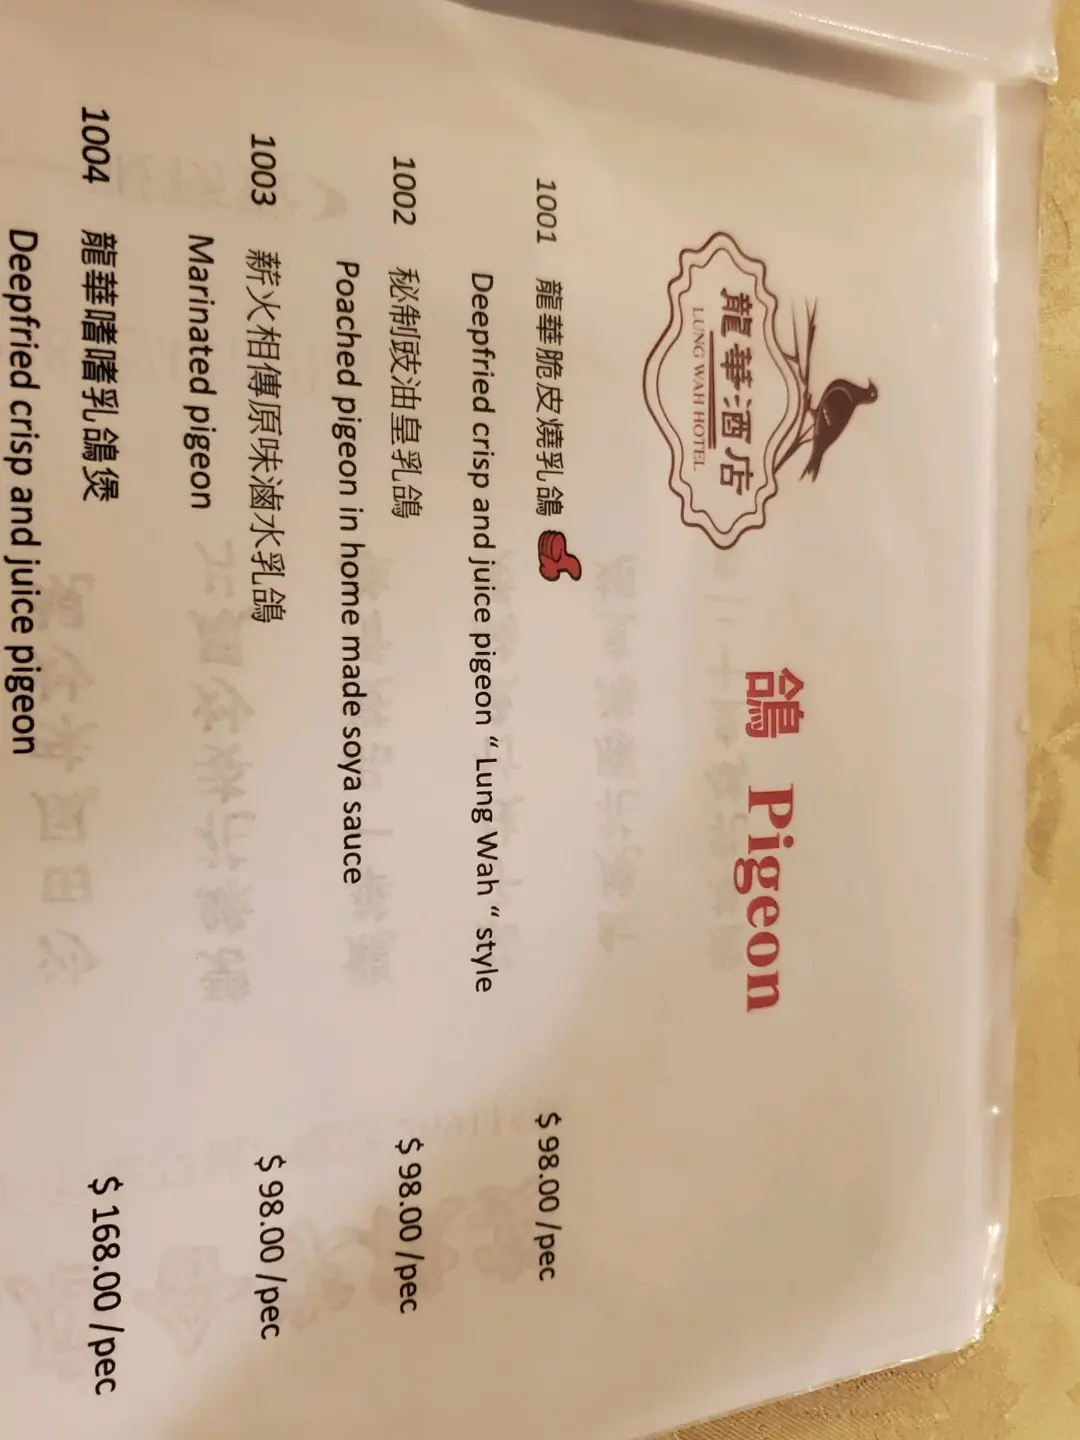 龍華酒店
LUNG WAH HOTEL
鴿 Pigeon
1001 龍華脆皮燒乳鴿 $ 98.00 /pec
Deepfried crisp and juice pigeon “ Lung Wah “ style
1002 秘制豉油皇乳鴿 $ 98.00 /pec
Poached pigeon in home made soya sauce
1003 薪火相傳原味滷水乳鴿 $ 98.00 /pec
Marinated pigeon
1004 龍華嗜嗜乳鴿煲 $ 168.00 /pec
Deepfried crisp and juice pigeon